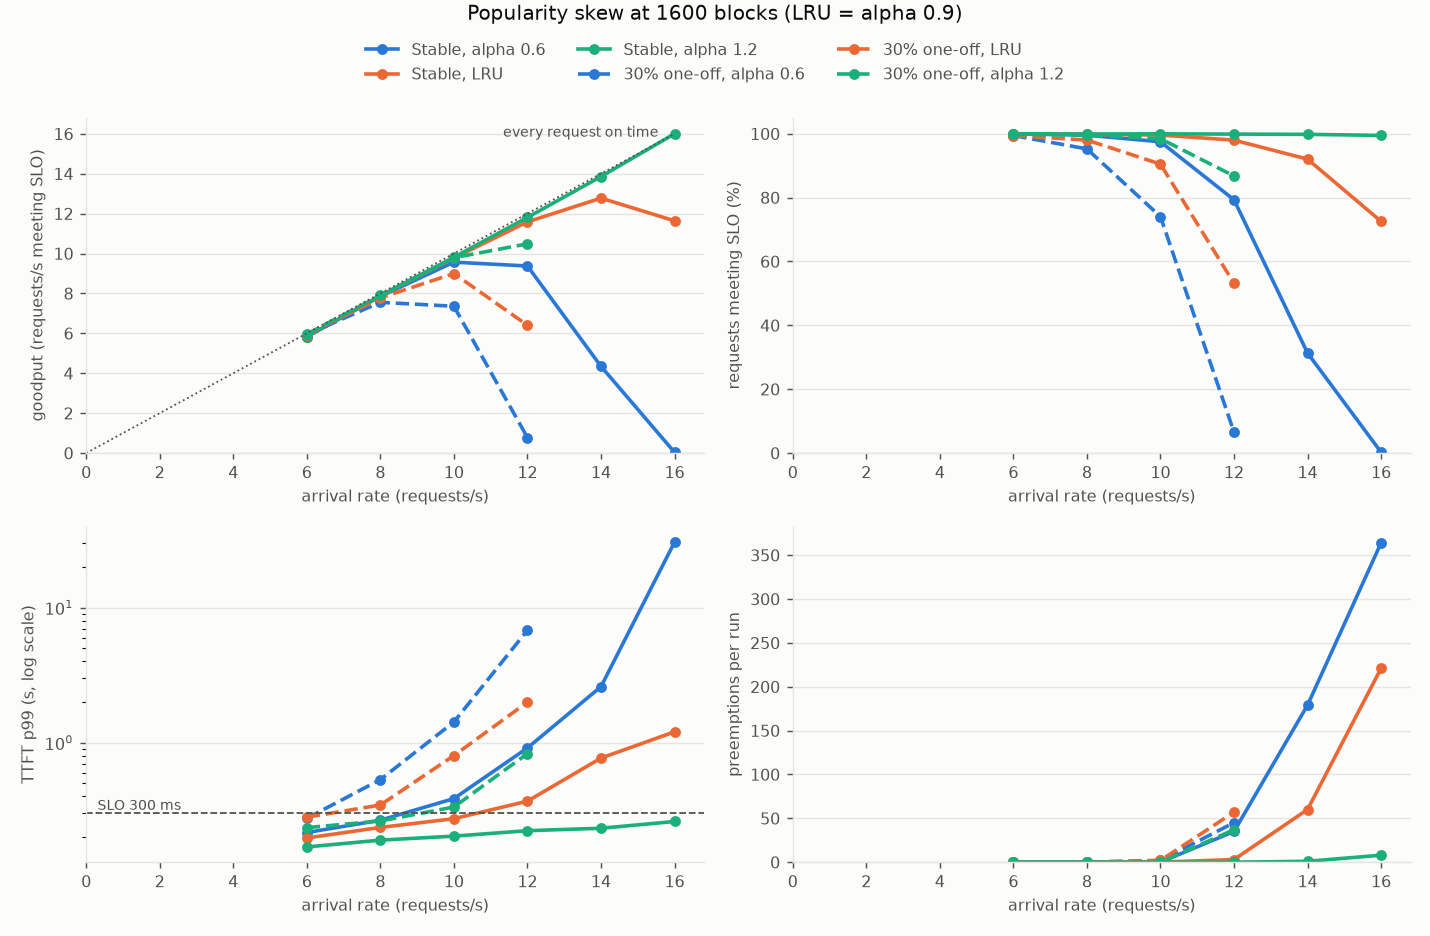 Popularity skew at 1600 blocks (LRU = alpha 0.9)
Stable, alpha 0.6
Stable, alpha 1.2
30% one-off, LRU
Stable, LRU
30% one-off, alpha 0.6
30% one-off, alpha 1.2
goodput (requests/s meeting SLO)
16
14
12
10
8
6
4
2
0
every request on time
0 2 4 6 8 10 12 14 16
arrival rate (requests/s)
requests meeting SLO (%)
100
80
60
40
20
0
0 2 4 6 8 10 12 14 16
arrival rate (requests/s)
TTFT p99 (s, log scale)
10¹
10⁰
SLO 300 ms
0 2 4 6 8 10 12 14 16
arrival rate (requests/s)
preemptions per run
350
300
250
200
150
100
50
0
0 2 4 6 8 10 12 14 16
arrival rate (requests/s)